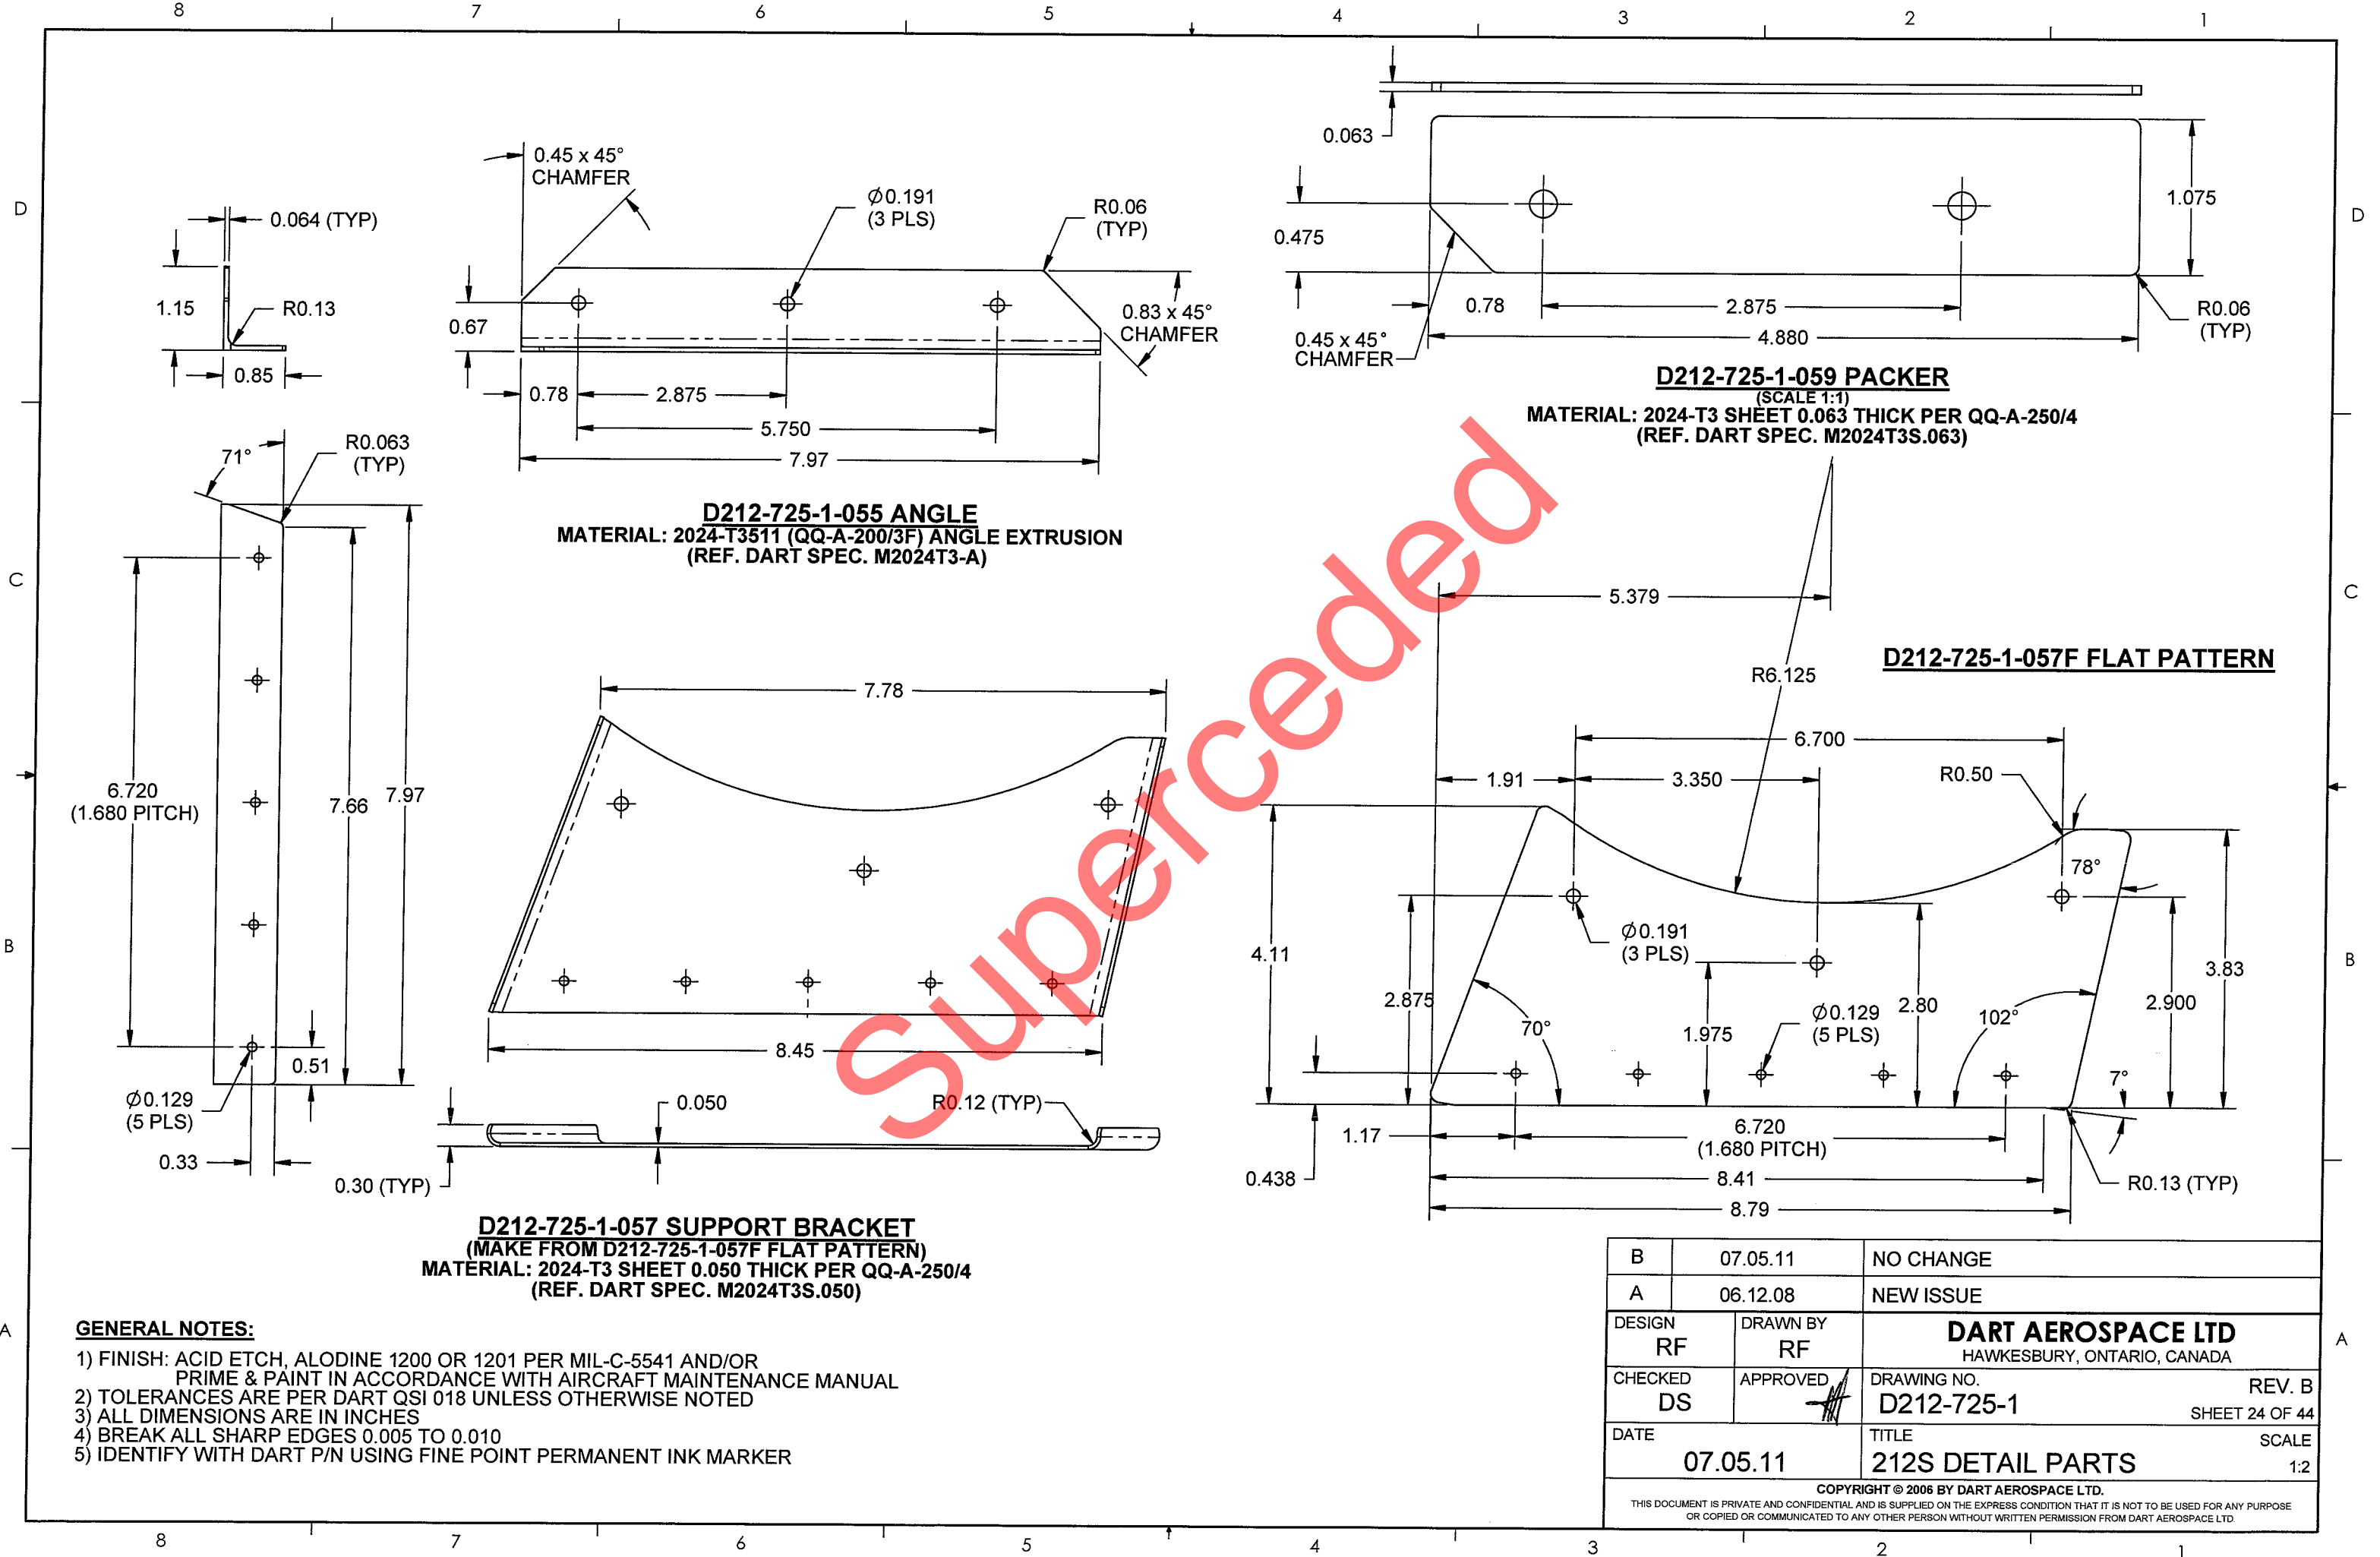 8 7 6 5 4 3 2 1
D
D
C
C
B
B
A
A
0.064 (TYP)
1.15
R0.13
0.85
0.45 x 45°
CHAMFER
Ø0.191
(3 PLS)
R0.06
(TYP)
0.67
0.83 x 45°
CHAMFER
0.78
2.875
5.750
7.97
D212-725-1-055 ANGLE
MATERIAL: 2024-T3511 (QQ-A-200/3F) ANGLE EXTRUSION
(REF. DART SPEC. M2024T3-A)
0.063
0.475
1.075
0.78
2.875
4.880
0.45 x 45°
CHAMFER
R0.06
(TYP)
D212-725-1-059 PACKER
(SCALE 1:1)
MATERIAL: 2024-T3 SHEET 0.063 THICK PER QQ-A-250/4
(REF. DART SPEC. M2024T3S.063)
71°
R0.063
(TYP)
6.720
(1.680 PITCH)
7.66
7.97
0.51
Ø0.129
(5 PLS)
0.33
7.78
8.45
0.050
R0.12 (TYP)
0.30 (TYP)
D212-725-1-057 SUPPORT BRACKET
(MAKE FROM D212-725-1-057F FLAT PATTERN)
MATERIAL: 2024-T3 SHEET 0.050 THICK PER QQ-A-250/4
(REF. DART SPEC. M2024T3S.050)
Superceded
5.379
D212-725-1-057F FLAT PATTERN
R6.125
6.700
1.91
3.350
R0.50
78°
4.11
Ø0.191
(3 PLS)
2.875
3.83
2.900
2.80
70°
1.975
Ø0.129
(5 PLS)
102°
7°
1.17
6.720
(1.680 PITCH)
0.438
8.41
8.79
R0.13 (TYP)
GENERAL NOTES:
1) FINISH: ACID ETCH, ALODINE 1200 OR 1201 PER MIL-C-5541 AND/OR
PRIME & PAINT IN ACCORDANCE WITH AIRCRAFT MAINTENANCE MANUAL
2) TOLERANCES ARE PER DART QSI 018 UNLESS OTHERWISE NOTED
3) ALL DIMENSIONS ARE IN INCHES
4) BREAK ALL SHARP EDGES 0.005 TO 0.010
5) IDENTIFY WITH DART P/N USING FINE POINT PERMANENT INK MARKER
B 07.05.11 NO CHANGE
A 06.12.08 NEW ISSUE
DESIGN
RF
DRAWN BY
RF
DART AEROSPACE LTD
HAWKESBURY, ONTARIO, CANADA
CHECKED
DS
APPROVED
DRAWING NO.
D212-725-1
REV. B
SHEET 24 OF 44
DATE
07.05.11
TITLE
212S DETAIL PARTS
SCALE
1:2
COPYRIGHT © 2006 BY DART AEROSPACE LTD.
THIS DOCUMENT IS PRIVATE AND CONFIDENTIAL AND IS SUPPLIED ON THE EXPRESS CONDITION THAT IT IS NOT TO BE USED FOR ANY PURPOSE
OR COPIED OR COMMUNICATED TO ANY OTHER PERSON WITHOUT WRITTEN PERMISSION FROM DART AEROSPACE LTD.
8 7 6 5 4 3 2 1